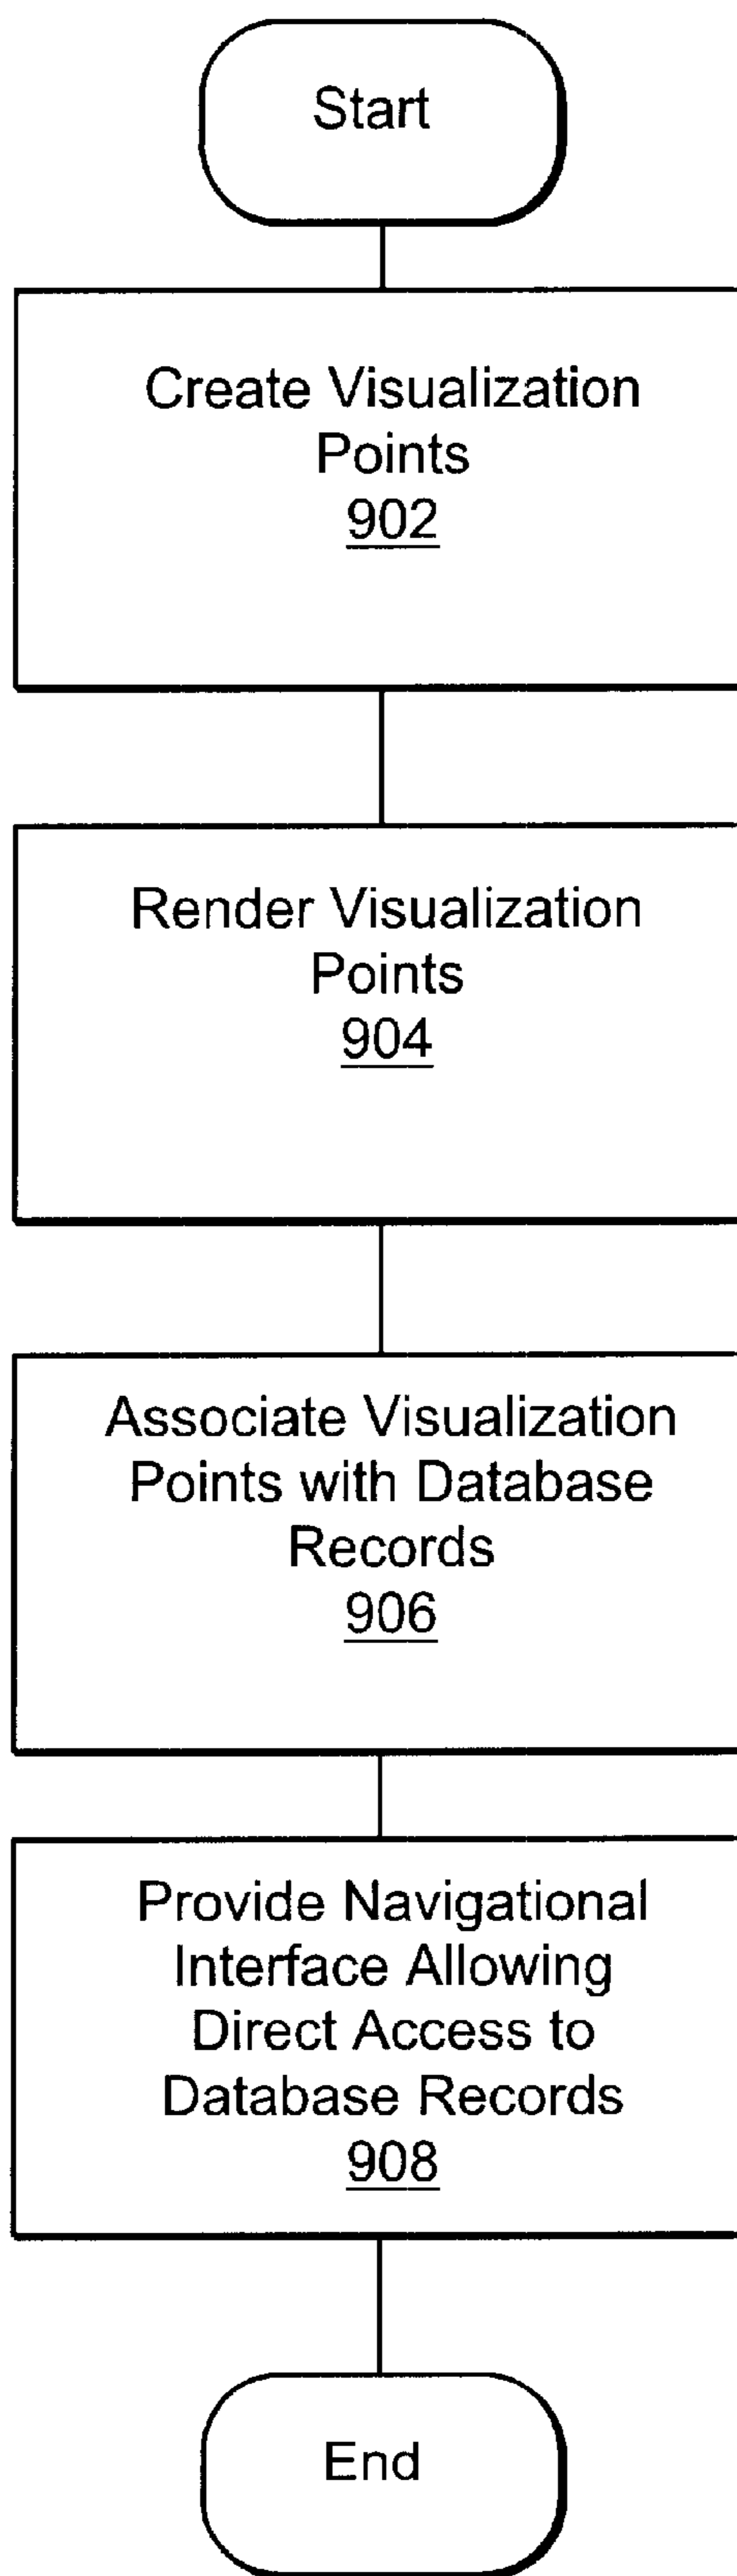 Start
Create Visualization
Points
902
Render Visualization
Points
904
Associate Visualization
Points with Database
Records
906
Provide Navigational
Interface Allowing
Direct Access to
Database Records
908
End